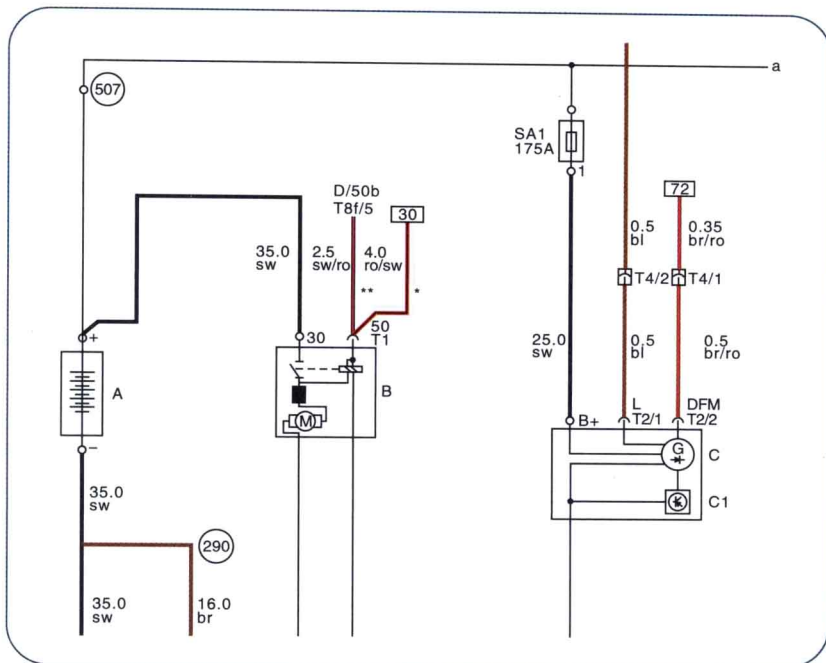 a
507
SA1
175A
1
D/50b
T8f/5
30
72
35.0
sw
2.5
sw/ro
4.0
ro/sw
**
*
0.5
bl
0.35
br/ro
T4/2
T4/1
+
30
50
T1
25.0
sw
0.5
bl
0.5
br/ro
A
B
M
B+
L
T2/1
DFM
T2/2
G
C
C1
−
35.0
sw
290
35.0
sw
16.0
br